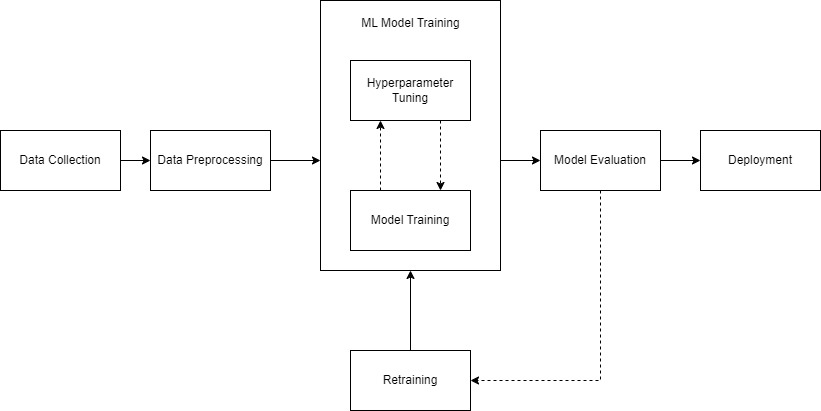 ML Model Training
Hyperparameter
Tuning
Data Collection
Data Preprocessing
Model Evaluation
Deployment
Model Training
Retraining